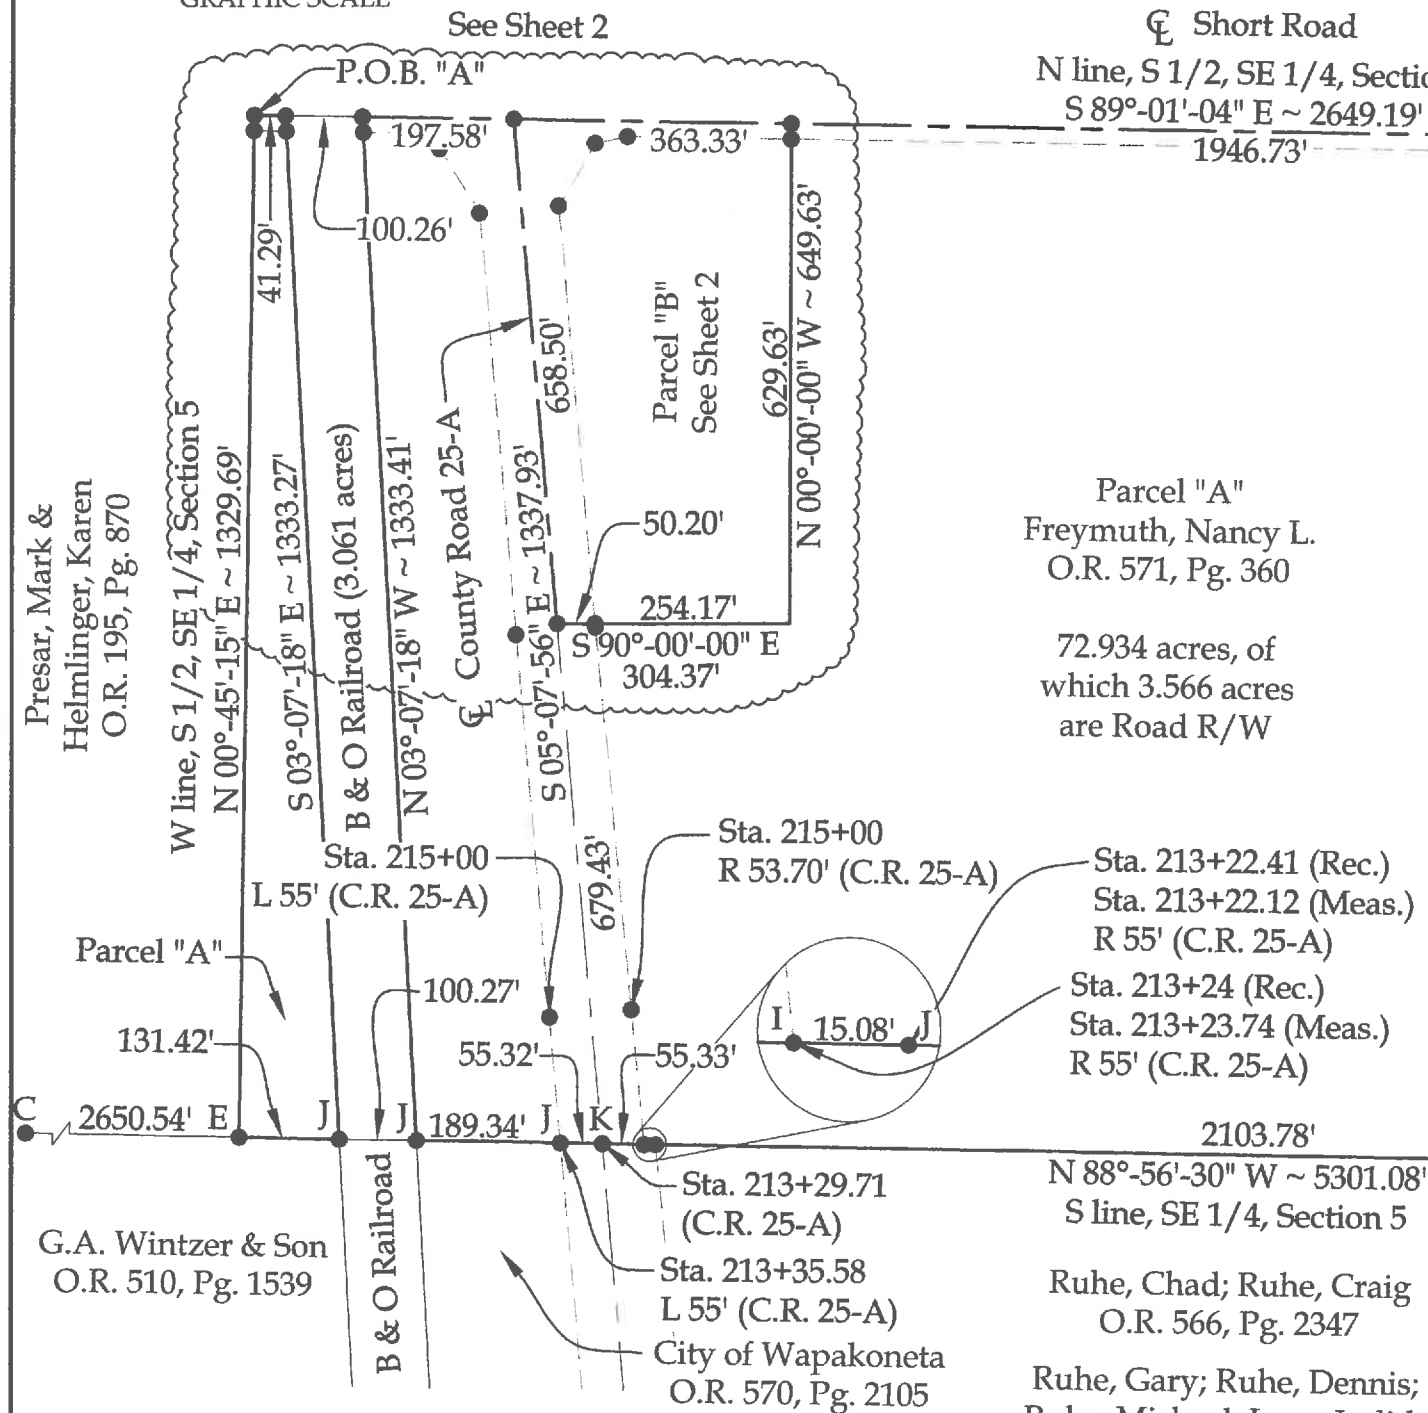 GRAPHIC SCALE
See Sheet 2
℄ Short Road
N line, S 1/2, SE 1/4,
S 89°-01'-04" E ~ 2649.19'
1946.73'
P.O.B. "A"
197.58'
363.33'
100.26'
41.29'
W line, S 1/2, SE 1/4, Section 5
N 00°-45'-15" E ~ 1329.69'
S 03°-07'-18" E ~ 1333.27'
B & O Railroad (3.061 acres)
N 03°-07'-18" W ~ 1333.41'
℄ County Road 25-A
S 05°-07'-56" E ~ 1337.93'
658.50'
Parcel "B"
See Sheet 2
629.63'
N 00°-00'-00" W ~ 649.63'
50.20'
254.17'
S 90°-00'-00" E
304.37'
Presar, Mark &
Helmlinger, Karen
O.R. 195, Pg. 870
Parcel "A"
Freymuth, Nancy L.
O.R. 571, Pg. 360
72.934 acres, of
which 3.566 acres
are Road R/W
Sta. 215+00
L 55' (C.R. 25-A)
679.43'
Sta. 215+00
R 53.70' (C.R. 25-A)
Sta. 213+22.41 (Rec.)
Sta. 213+22.12 (Meas.)
R 55' (C.R. 25-A)
Sta. 213+24 (Rec.)
Sta. 213+23.74 (Meas.)
R 55' (C.R. 25-A)
I 15.08' J
Parcel "A"
131.42'
100.27'
55.32'
55.33'
C 2650.54' E J J 189.34' J K
2103.78'
N 88°-56'-30" W ~ 5301.08'
S line, SE 1/4, Section 5
Sta. 213+29.71
(C.R. 25-A)
Sta. 213+35.58
L 55' (C.R. 25-A)
G.A. Wintzer & Son
O.R. 510, Pg. 1539
B & O Railroad
City of Wapakoneta
O.R. 570, Pg. 2105
Ruhe, Chad; Ruhe, Craig
O.R. 566, Pg. 2347
Ruhe, Gary; Ruhe, Dennis;